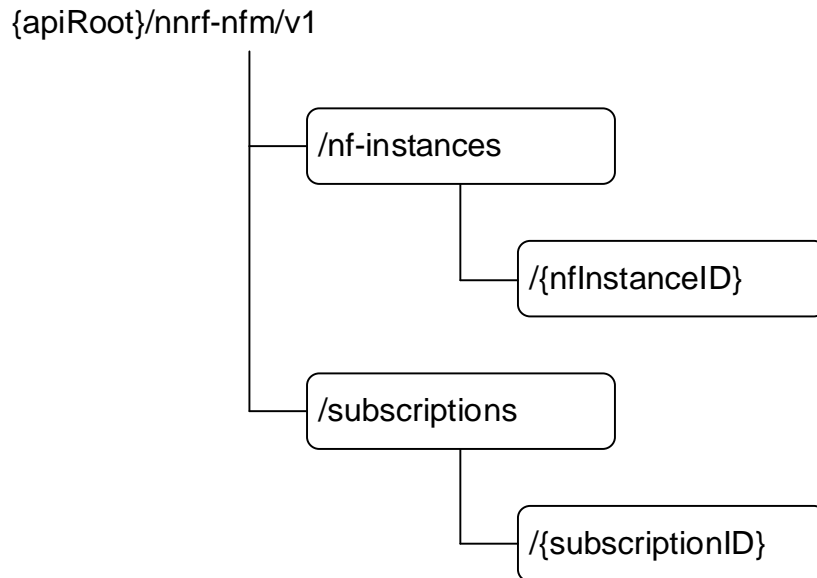 {apiRoot}/nnrf-nfm/v1
/nf-instances
/{nfInstanceID}
/subscriptions
/{subscriptionID}